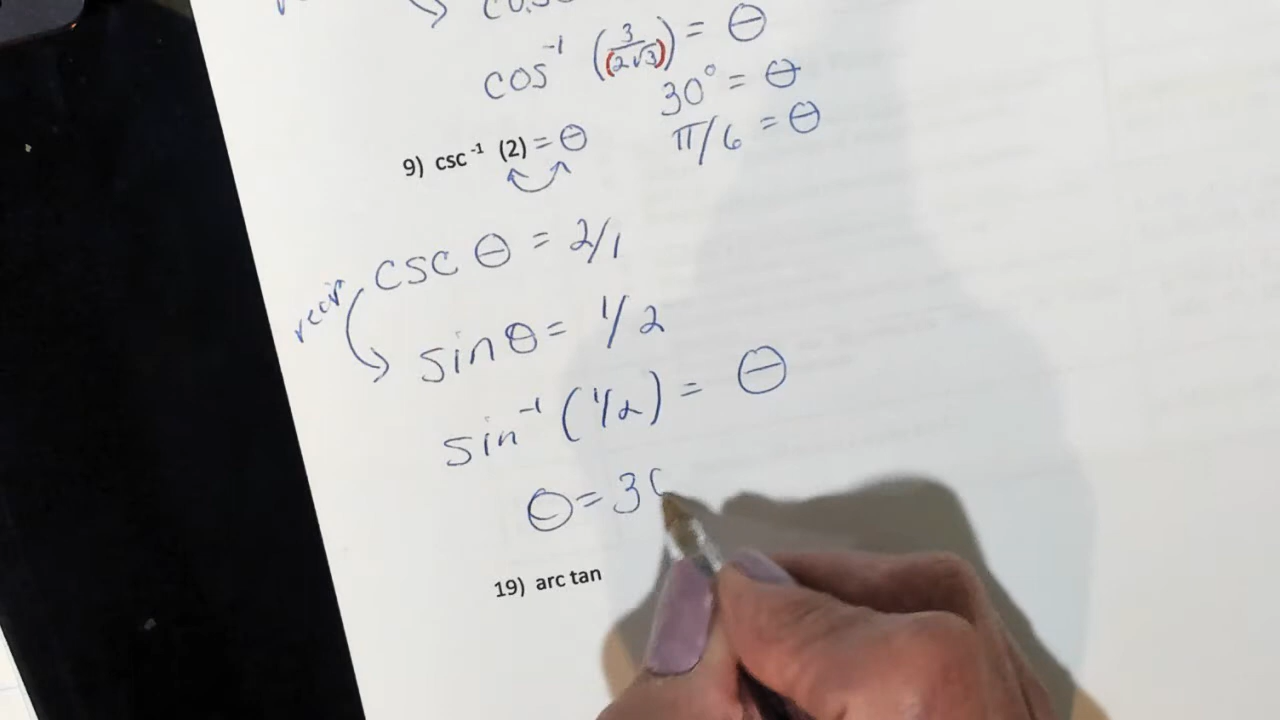 cos⁻¹ (3/(2√3)) = θ
30° = θ
π/6 = θ
9) csc⁻¹ (2) = θ
csc θ = 2/1
recip
sin θ = 1/2
sin⁻¹ (1/2) = θ
θ = 30
19) arc tan